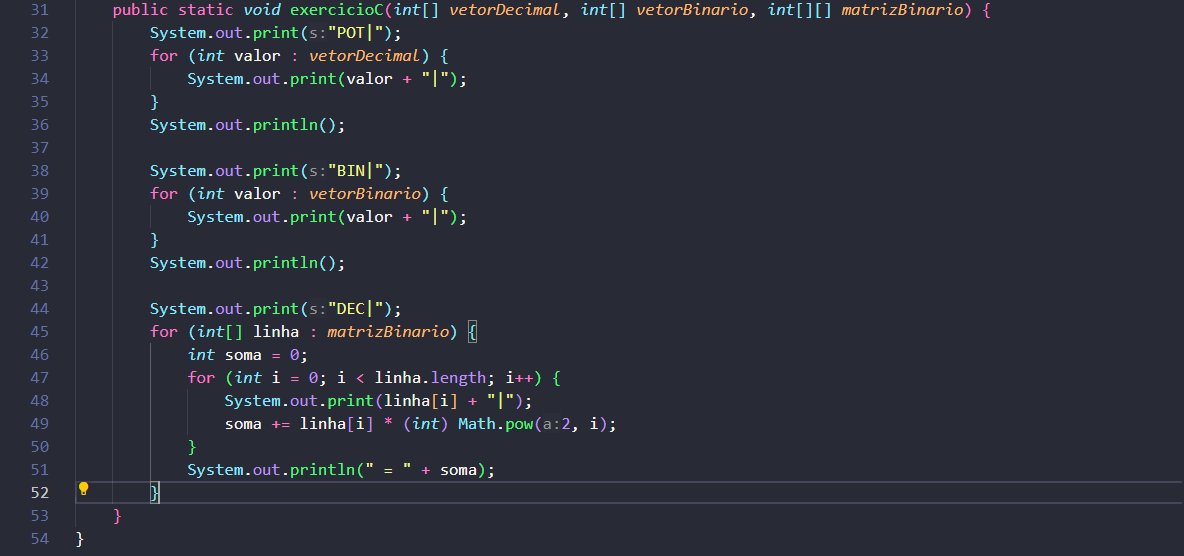 31 public static void exercicioC(int[] vetorDecimal, int[] vetorBinario, int[][] matrizBinario) {
32 System.out.print(s:"POT|");
33 for (int valor : vetorDecimal) {
34 System.out.print(valor + "|");
35 }
36 System.out.println();
37
38 System.out.print(s:"BIN|");
39 for (int valor : vetorBinario) {
40 System.out.print(valor + "|");
41 }
42 System.out.println();
43
44 System.out.print(s:"DEC|");
45 for (int[] linha : matrizBinario) {
46 int soma = 0;
47 for (int i = 0; i < linha.length; i++) {
48 System.out.print(linha[i] + "|");
49 soma += linha[i] * (int) Math.pow(a:2, i);
50 }
51 System.out.println(" = " + soma);
52 }
53 }
54 }